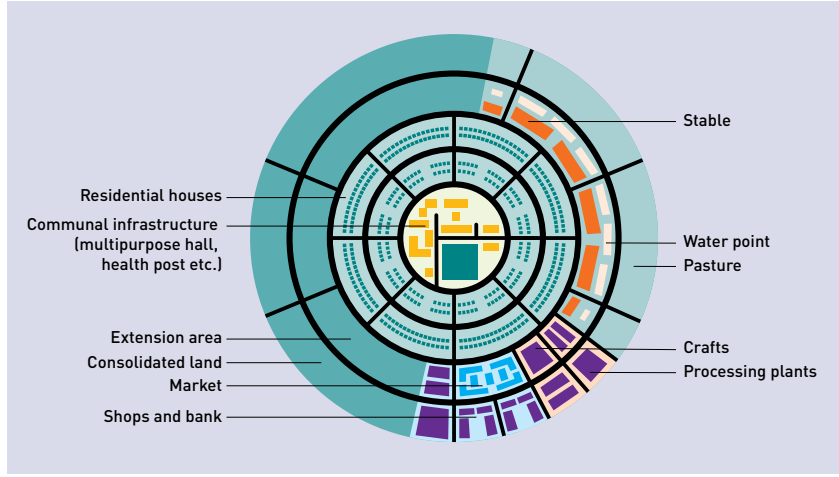 Residential houses
Communal infrastructure
(multipurpose hall,
health post etc.)
Extension area
Consolidated land
Market
Shops and bank
Stable
Water point
Pasture
Crafts
Processing plants